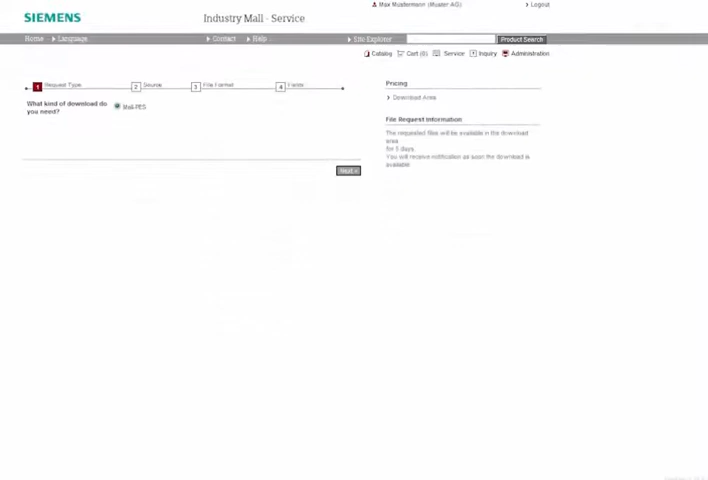 Max Mustermann (Muster AG)
Logout
SIEMENS
Industry Mall - Service
Home
Language
Contact
Help
Site Explorer
Product Search
Catalog
Cart (0)
Service
Inquiry
Administration
1 Request Type
2 Source
3 File Format
4 Fields
What kind of download do
you need?
Mall-PES
Next >
Pricing
Download Area
File Request Information
The requested files will be available in the download
area
for 5 days.
You will receive notification as soon the download is
available